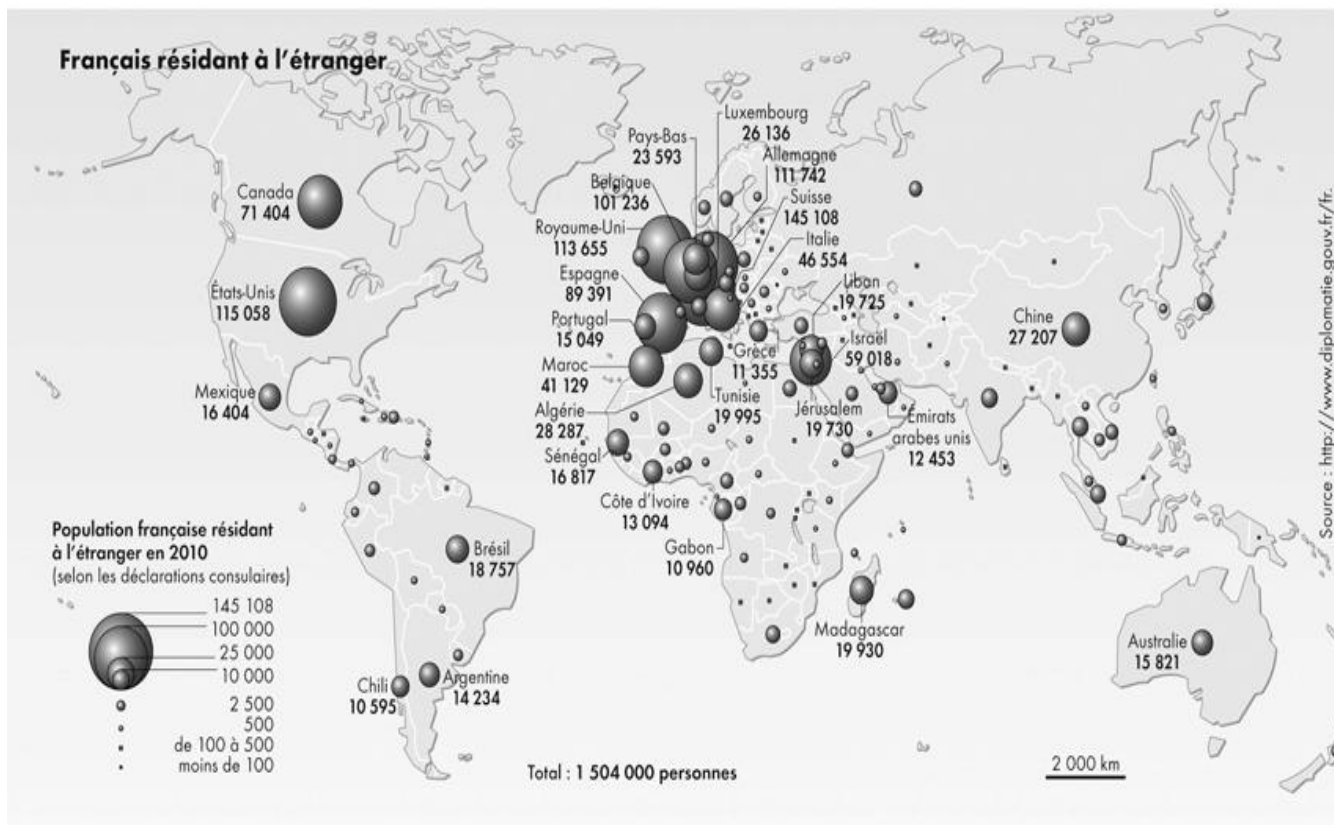 Français résidant à l'étranger
Canada
71 404
États-Unis
115 058
Mexique
16 404
Luxembourg
26 136
Pays-Bas
23 593
Allemagne
111 742
Belgique
101 236
Suisse
145 108
Royaume-Uni
113 655
Italie
46 554
Espagne
89 391
Liban
19 725
Portugal
15 049
Israël
59 018
Grèce
11 355
Chine
27 207
Maroc
41 129
Tunisie
19 995
Jérusalem
19 730
Émirats
arabes unis
12 453
Algérie
28 287
Sénégal
16 817
Côte d'Ivoire
13 094
Gabon
10 960
Madagascar
19 930
Brésil
18 757
Chili
10 595
Argentine
14 234
Australie
15 821
Population française résidant
à l'étranger en 2010
(selon les déclarations consulaires)
145 108
100 000
25 000
10 000
2 500
500
de 100 à 500
moins de 100
Total : 1 504 000 personnes
2 000 km
Source : http://www.diplomatie.gouv.fr/fr.